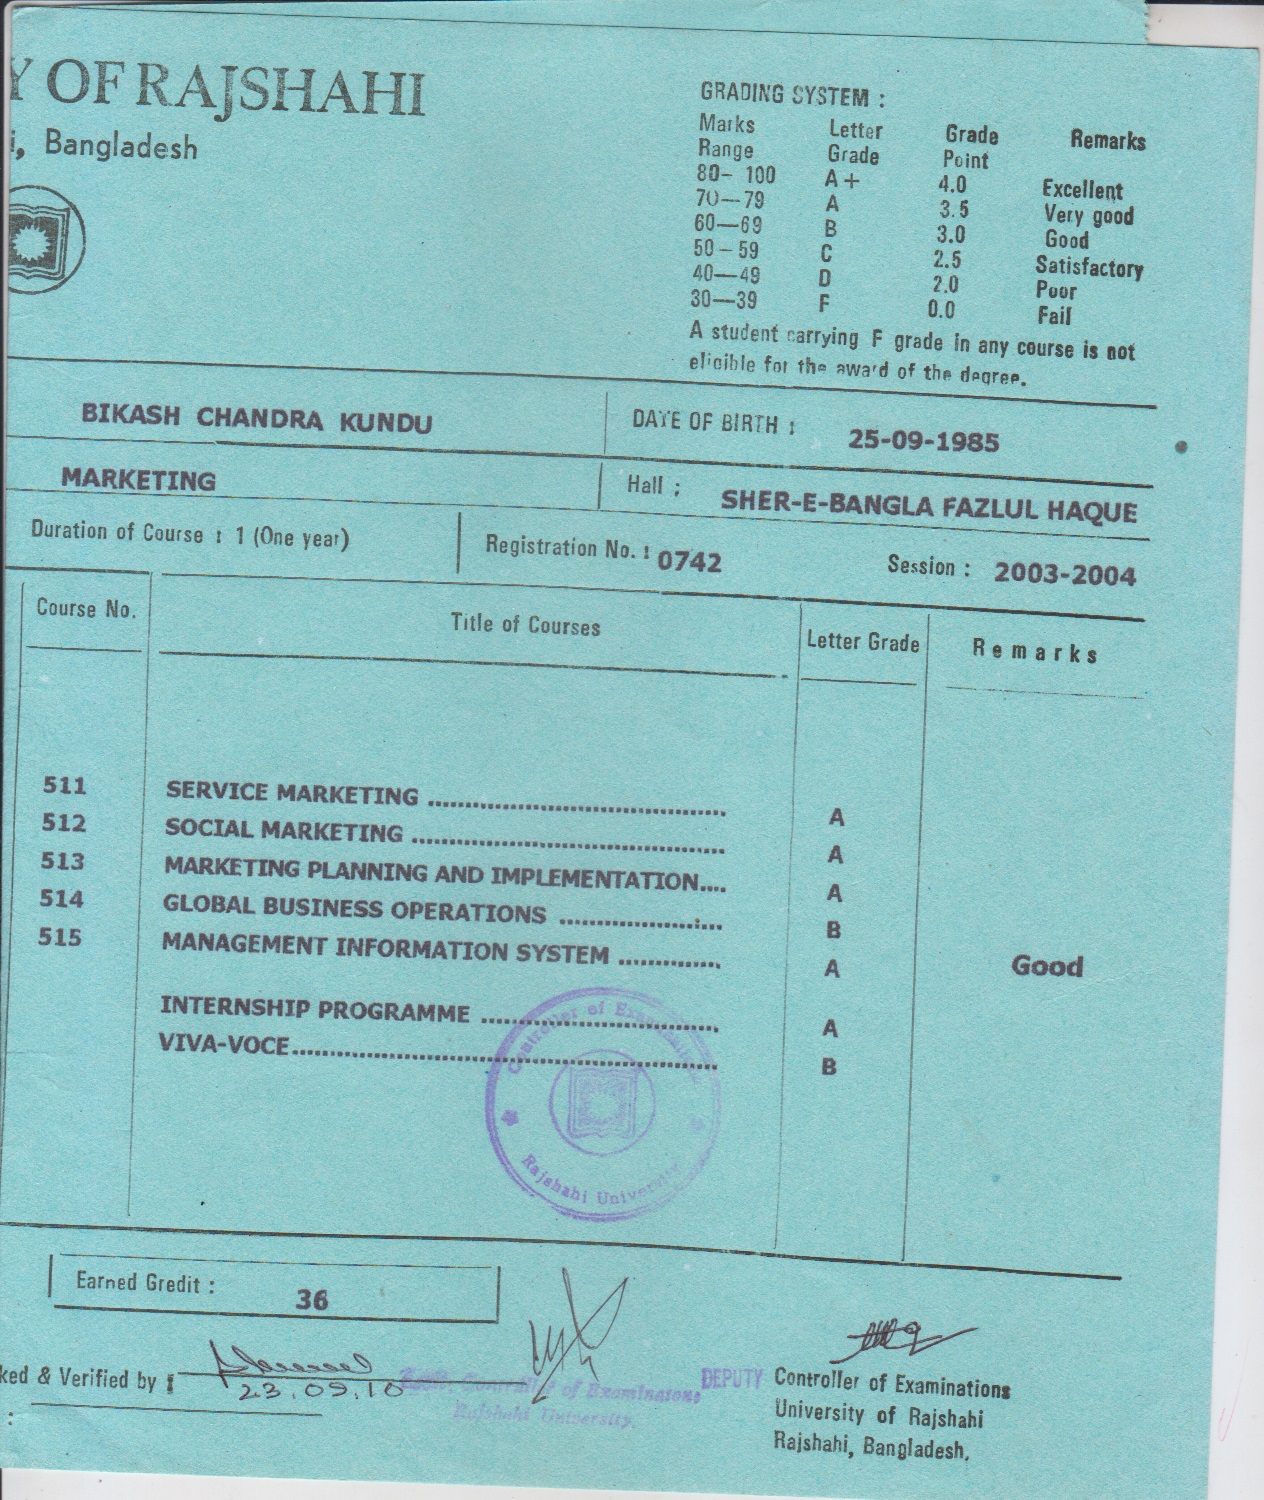 Y OF RAJSHAHI
i, Bangladesh
GRADING SYSTEM :
Marks Range Letter Grade Grade Point Remarks
80– 100 A+ 4.0 Excellent
70—79 A 3.5 Very good
60—69 B 3.0 Good
50–59 C 2.5 Satisfactory
40—49 D 2.0 Poor
30—39 F 0.0 Fail
A student carrying F grade in any course is not
eligible for the award of the degree.
BIKASH CHANDRA KUNDU DATE OF BIRTH : 25-09-1985
MARKETING Hall ; SHER-E-BANGLA FAZLUL HAQUE
Duration of Course : 1 (One year) Registration No. : 0742 Session : 2003-2004
Course No. Title of Courses Letter Grade Remarks
511 SERVICE MARKETING ........................................ A
512 SOCIAL MARKETING .......................................... A
513 MARKETING PLANNING AND IMPLEMENTATION.... A
514 GLOBAL BUSINESS OPERATIONS ...................... B
515 MANAGEMENT INFORMATION SYSTEM .............. A
Good
INTERNSHIP PROGRAMME ................................ A
VIVA-VOCE......................................................... B
Controller of Examinations
Rajshahi University
Earned Gredit : 36
ked & Verified by :
23.09.10
Controller of Examinations
Rajshahi University.
DEPUTY Controller of Examinations
University of Rajshahi
Rajshahi, Bangladesh.